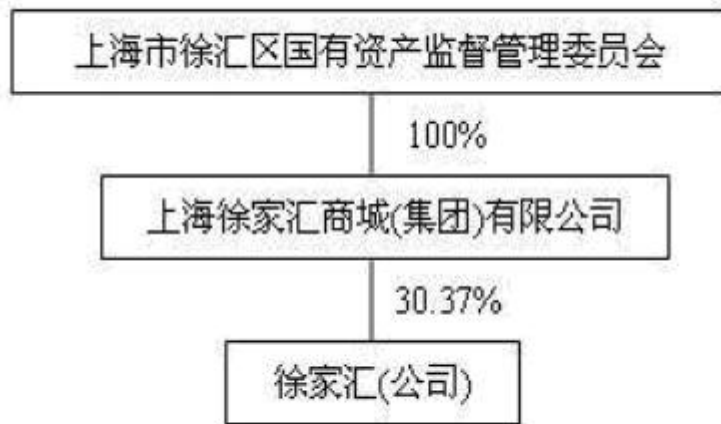 上海市徐汇区国有资产监督管理委员会
100%
上海徐家汇商城(集团)有限公司
30.37%
徐家汇(公司)